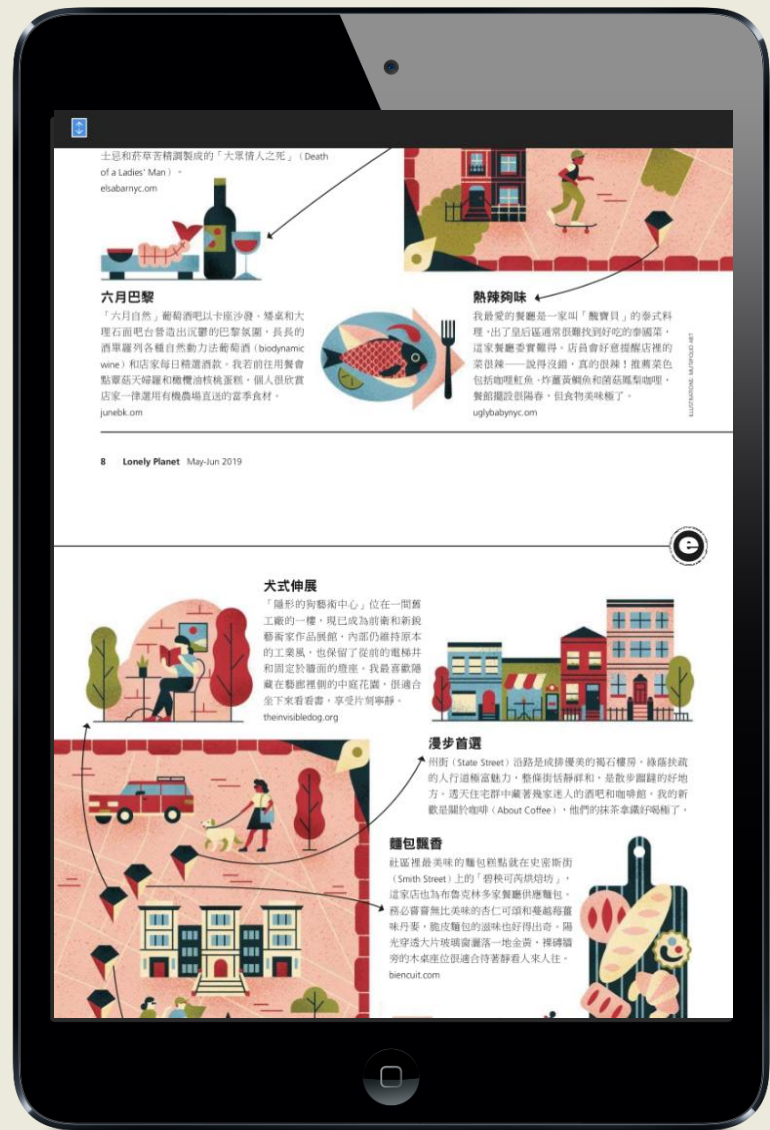 士忌和菸草苦精調製成的「大眾情人之死」(Death
of a Ladies' Man)。
elsabarnyc.om
六月巴黎
「六月自然」葡萄酒吧以卡座沙發、矮桌和大
理石面吧台營造出沉鬱的巴黎氛圍，長長的
酒單羅列各種自然動力法葡萄酒(biodynamic
wine)和店家每日精選酒款。我若前往用餐會
點蕈菇天婦羅和橄欖油核桃蛋糕，個人很欣賞
店家一律選用有機農場直送的當季食材。
junebk.om
熱辣夠味
我最愛的餐廳是一家叫「醜寶貝」的泰式料
理，出了皇后區通常很難找到好吃的泰國菜，
這家餐廳委實難得。店員會好意提醒店裡的
菜很辣——說得沒錯，真的很辣！推薦菜色
包括咖哩魟魚、炸薑黃鯛魚和菌菇鳳梨咖哩，
餐館擺設很陽春，但食物美味極了。
uglybabynyc.om
ILLUSTRATIONS: MUTI/FOLIO ART
8 Lonely Planet May-Jun 2019
e
犬式伸展
「隱形的狗藝術中心」位在一間舊
工廠的一樓，現已成為前衛和新銳
藝術家作品展館，內部仍維持原本
的工業風，也保留了從前的電梯井
和固定於牆面的燈座。我最喜歡隱
藏在藝廊裡側的中庭花園，很適合
坐下來看看書，享受片刻寧靜。
theinvisibledog.org
漫步首選
州街(State Street)沿路是成排優美的褐石樓房，綠蔭扶疏
的人行道極富魅力，整條街恬靜祥和，是散步蹓躂的好地
方。透天住宅群中藏著幾家迷人的酒吧和咖啡館，我的新
歡是關於咖啡(About Coffee)，他們的抹茶拿鐵好喝極了。
麵包飄香
社區裡最美味的麵包糕點就在史密斯街
(Smith Street)上的「碧秧可芮烘焙坊」，
這家店也為布魯克林多家餐廳供應麵包。
務必嘗嘗無比美味的杏仁可頌和蔓越莓薑
味丹麥，脆皮麵包的滋味也好得出奇。陽
光穿透大片玻璃窗灑落一地金黃，裸磚牆
旁的木桌座位很適合待著靜看人來人往。
biencuit.com